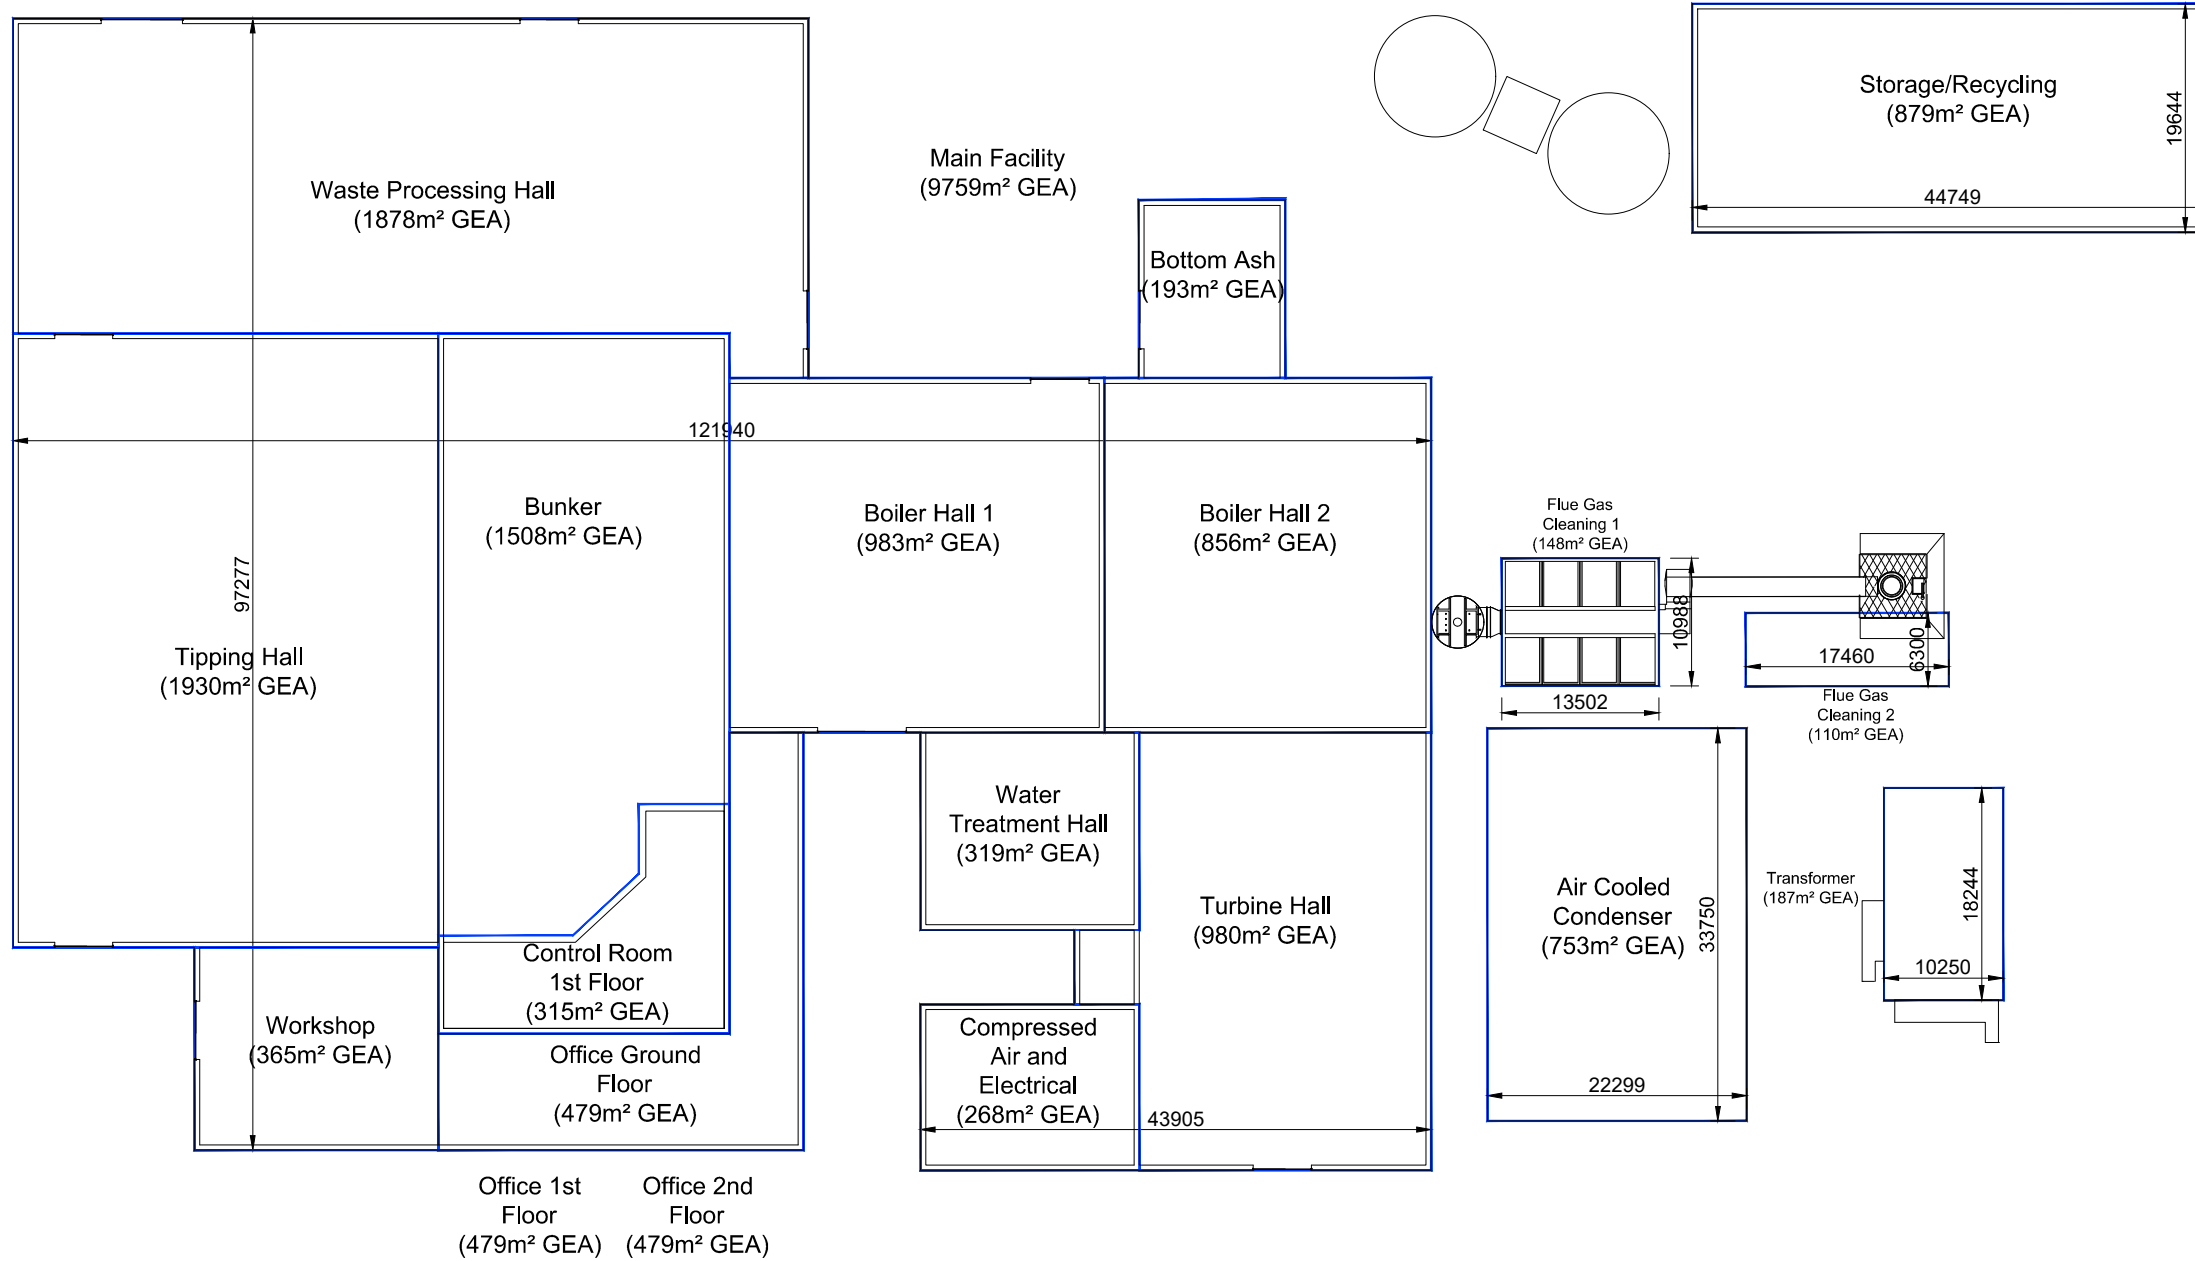 Storage/Recycling
(879m² GEA)
19644
44749
Main Facility
(9759m² GEA)
Waste Processing Hall
(1878m² GEA)
Bottom Ash
(193m² GEA)
121940
Bunker
(1508m² GEA)
Boiler Hall 1
(983m² GEA)
Boiler Hall 2
(856m² GEA)
Flue Gas
Cleaning 1
(148m² GEA)
97277
10988
6300
17460
13502
Flue Gas
Cleaning 2
(110m² GEA)
Tipping Hall
(1930m² GEA)
Water
Treatment Hall
(319m² GEA)
Turbine Hall
(980m² GEA)
Air Cooled
Condenser
(753m² GEA)
33750
22299
Transformer
(187m² GEA)
18244
10250
Control Room
1st Floor
(315m² GEA)
Workshop
(365m² GEA)
Office Ground
Floor
(479m² GEA)
Compressed
Air and
Electrical
(268m² GEA)
43905
Office 1st
Floor
(479m² GEA)
Office 2nd
Floor
(479m² GEA)